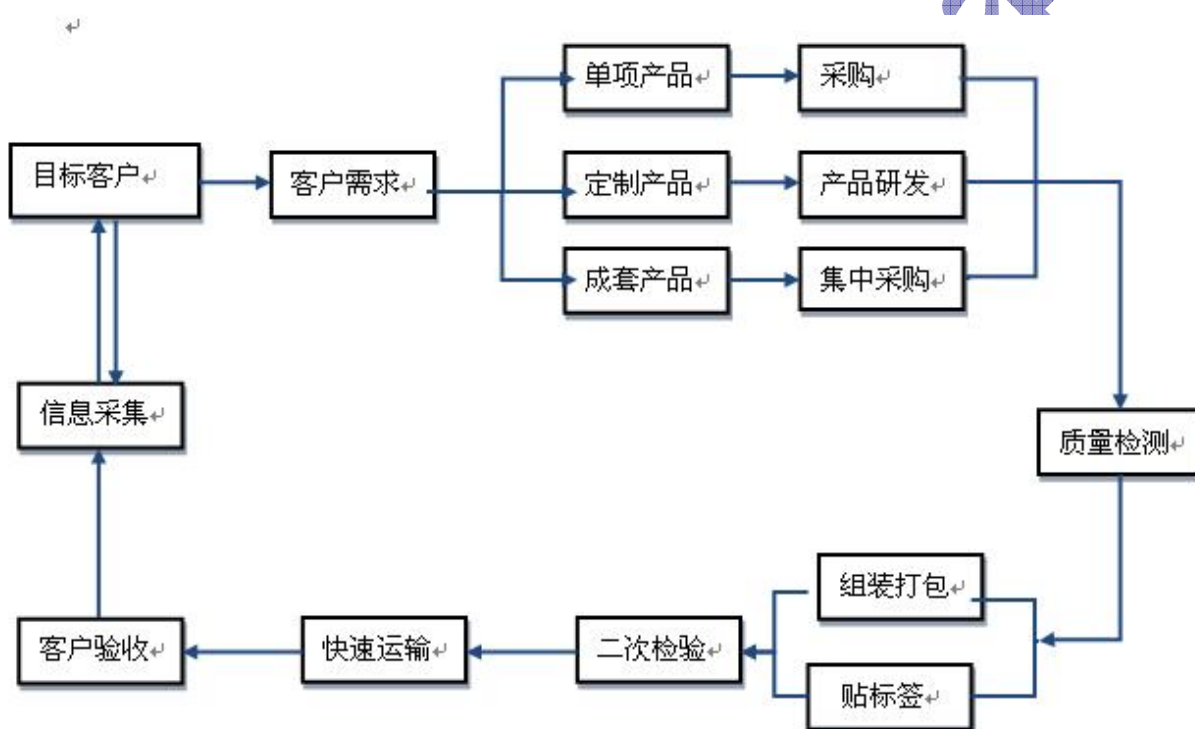 单项产品
采购
目标客户
客户需求
定制产品
产品研发
成套产品
集中采购
信息采集
质量检测
组装打包
客户验收
快速运输
二次检验
贴标签